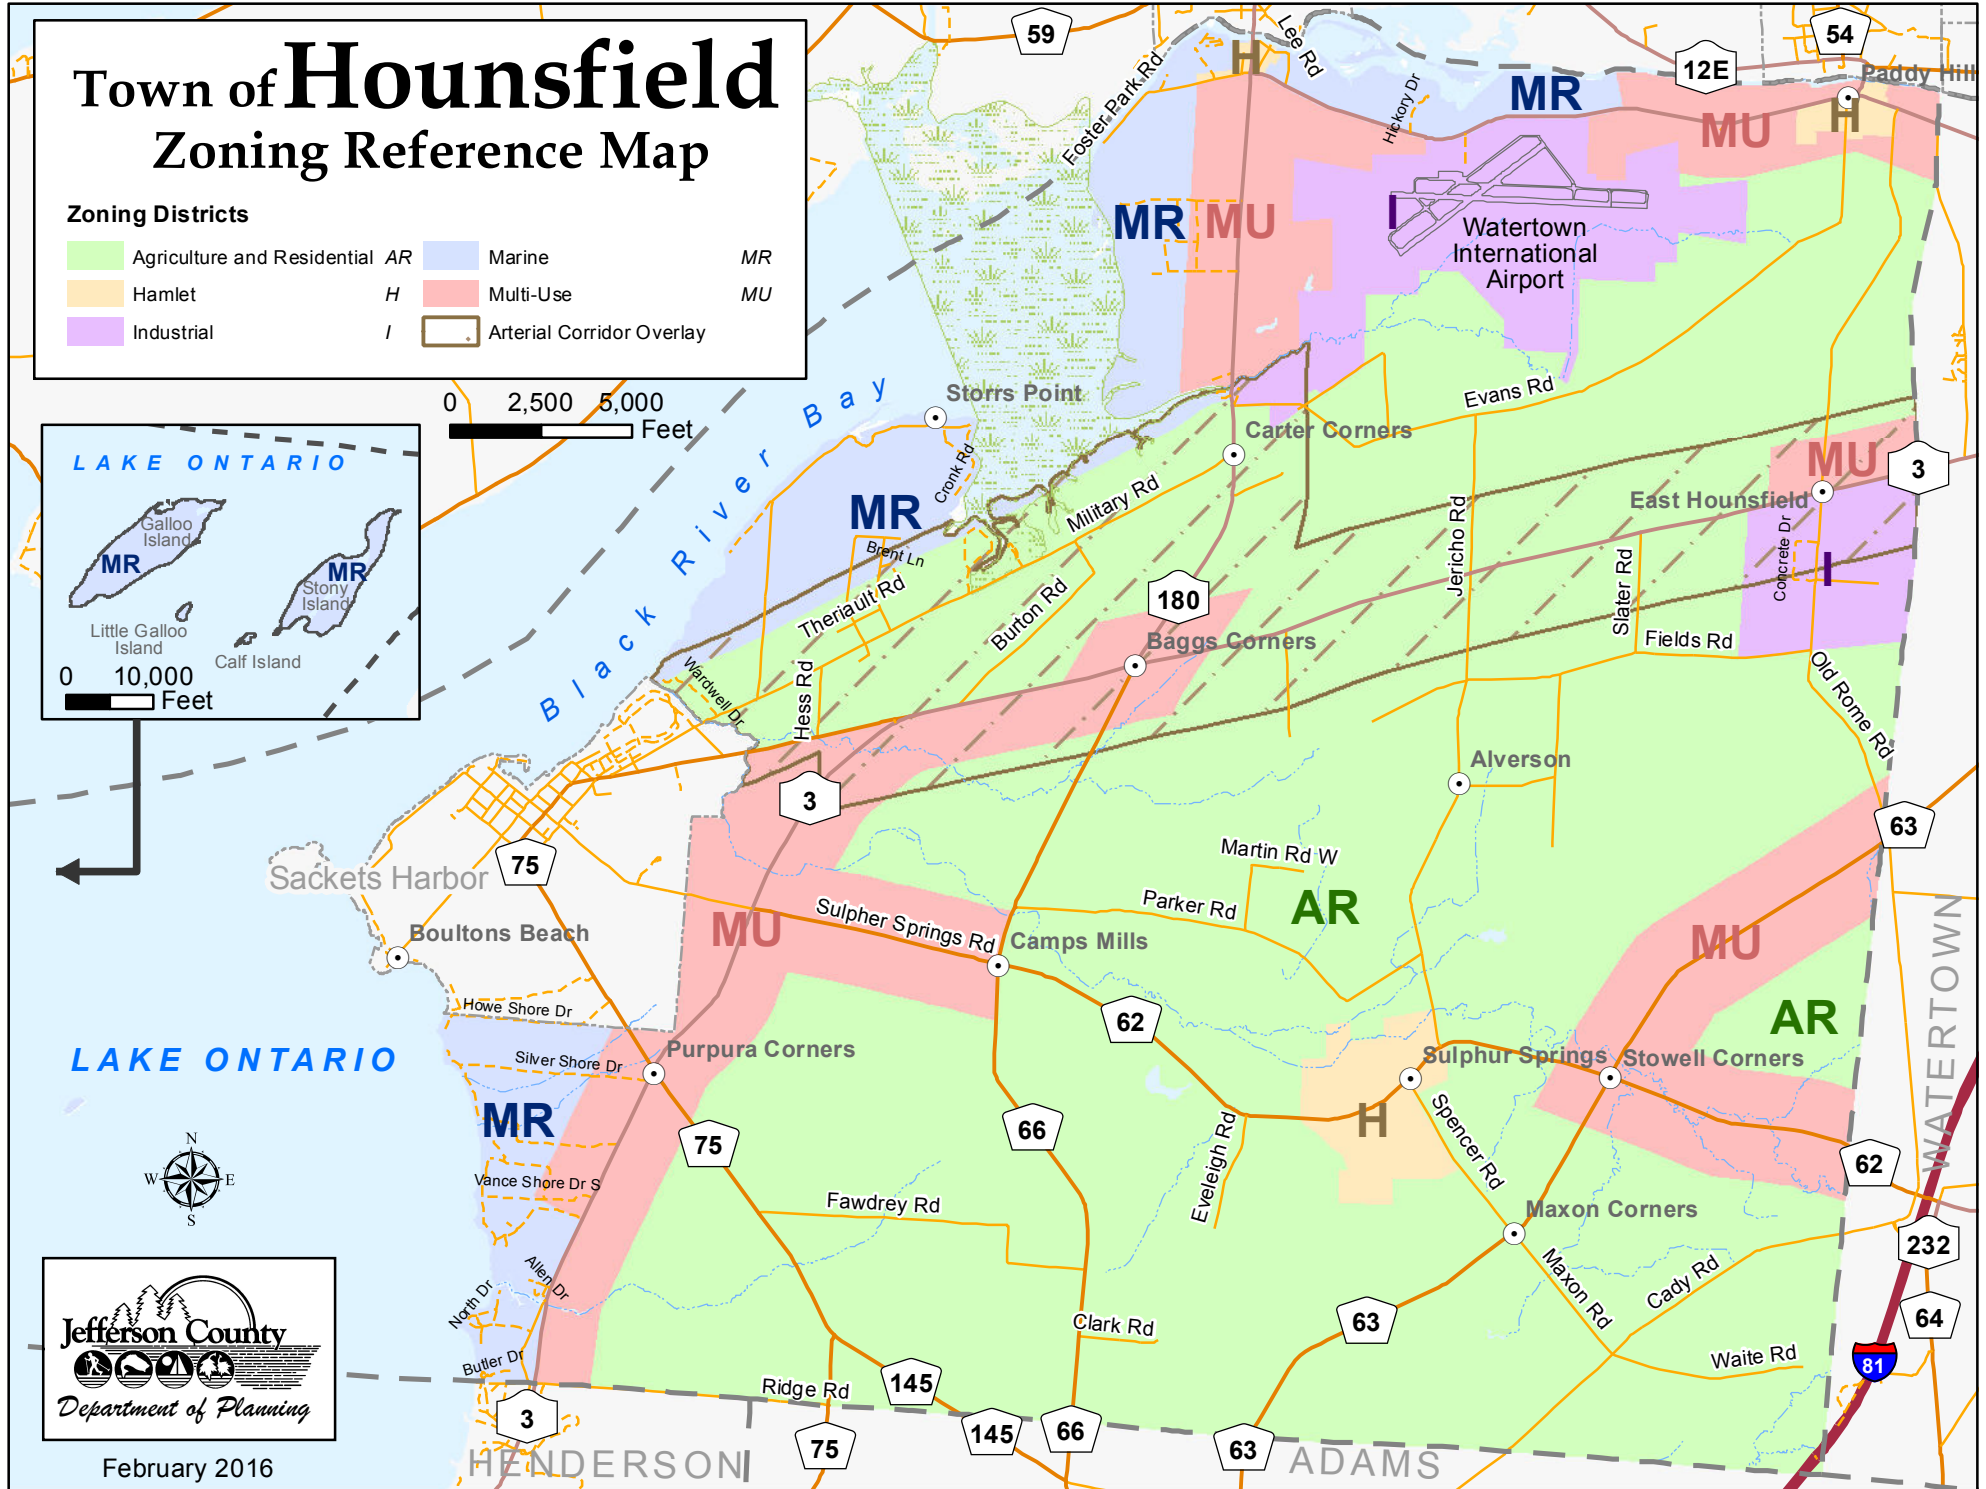 Town of Hounsfield
Zoning Reference Map
Zoning Districts
Agriculture and Residential AR
Hamlet H
Industrial I
Marine MR
Multi-Use MU
Arterial Corridor Overlay
0 2,500 5,000
Feet
LAKE ONTARIO
Galloo
Island
MR
MR
Stony
Island
Little Galloo
Island
Calf Island
0 10,000
Feet
59
Lee Rd
H
12E
54
Paddy Hill
Foster Park Rd
Hickory Dr
MR
MU
H
MR
MU
I
Watertown
International
Airport
Black River Bay
Storrs Point
Carter Corners
Evans Rd
Cronk Rd
MR
Military Rd
Brent Ln
Theriault Rd
Burton Rd
Jericho Rd
MU
3
East Hounsfield
Concrete Dr
I
Slater Rd
Fields Rd
180
Baggs Corners
Wardwell Dr
Hess Rd
Old Rome Rd
3
Alverson
63
75
Sackets Harbor
Martin Rd W
Parker Rd
AR
MU
Sulpher Springs Rd
Camps Mills
Boultons Beach
MU
WATERTOWN
Howe Shore Dr
62
AR
LAKE ONTARIO
Silver Shore Dr
Purpura Corners
Sulphur Springs
Stowell Corners
MR
75
66
H
Spencer Rd
Eveleigh Rd
62
N
W E
S
Vance Shore Dr S
Fawdrey Rd
Maxon Corners
232
North Dr
Allen Dr
Maxon Rd
Cady Rd
Clark Rd
63
64
Butler Dr
Waite Rd
81
Ridge Rd
145
3
75
145
66
63
HENDERSON
ADAMS
Jefferson County
Department of Planning
February 2016